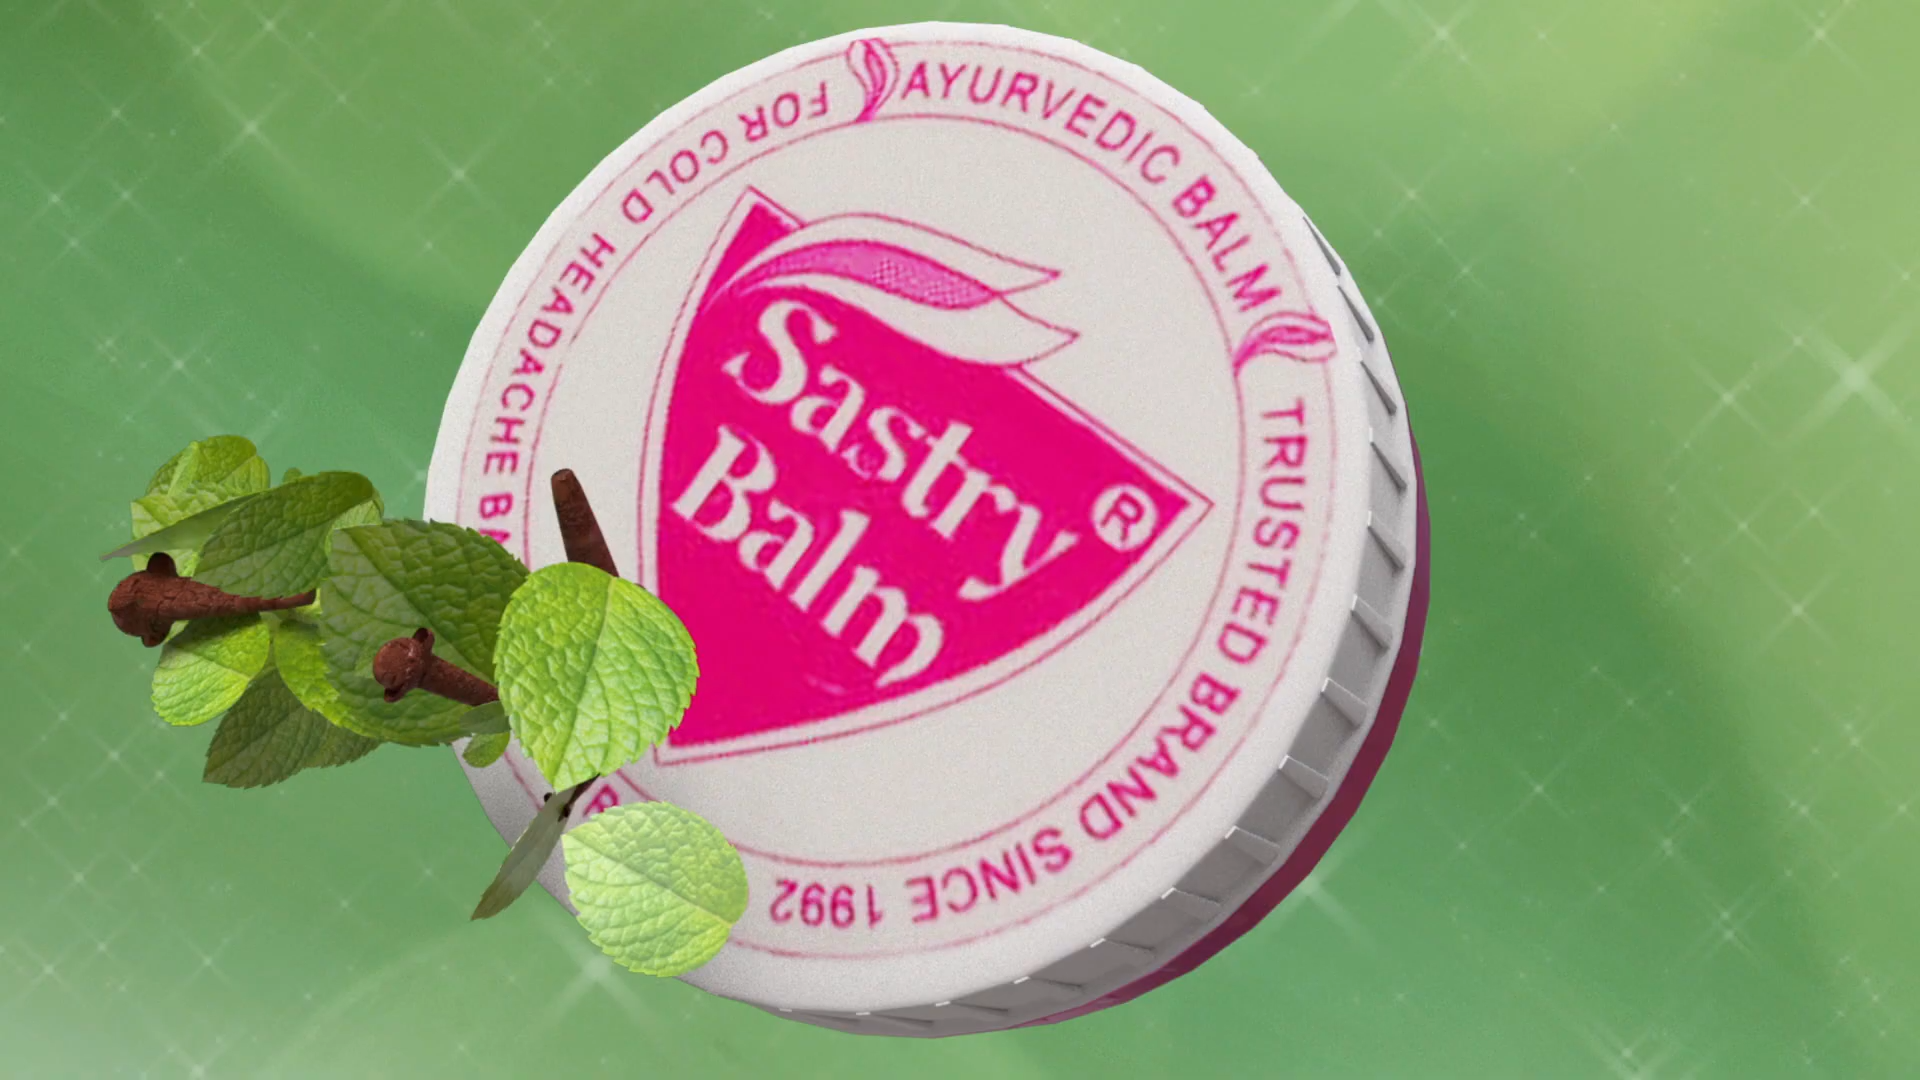 AYURVEDIC BALM
TRUSTED BRAND SINCE 1992
FOR COLD HEADACHE
Sastry
Balm
®